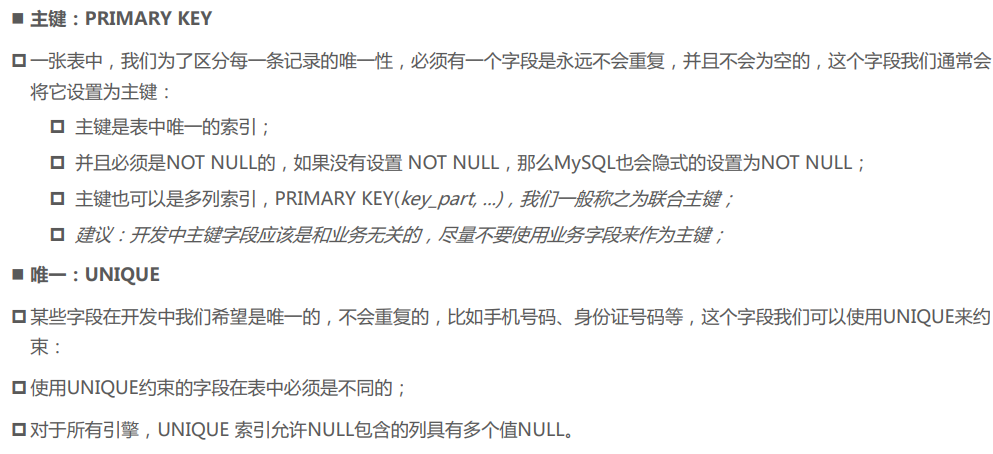 主键：PRIMARY KEY
一张表中，我们为了区分每一条记录的唯一性，必须有一个字段是永远不会重复，并且不会为空的，这个字段我们通常会
将它设置为主键：
主键是表中唯一的索引；
并且必须是NOT NULL的，如果没有设置 NOT NULL，那么MySQL也会隐式的设置为NOT NULL；
主键也可以是多列索引，PRIMARY KEY(key_part, ...)，我们一般称之为联合主键；
建议：开发中主键字段应该是和业务无关的，尽量不要使用业务字段来作为主键；
唯一：UNIQUE
某些字段在开发中我们希望是唯一的，不会重复的，比如手机号码、身份证号码等，这个字段我们可以使用UNIQUE来约
束：
使用UNIQUE约束的字段在表中必须是不同的；
对于所有引擎，UNIQUE 索引允许NULL包含的列具有多个值NULL。